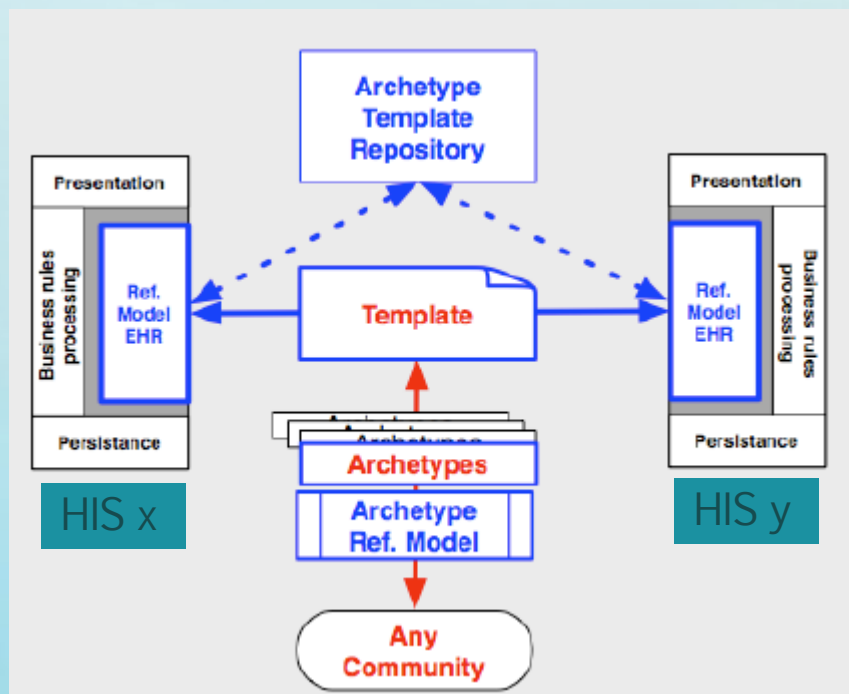 Archetype
Template
Repository
Presentation
Business rules
processing
Ref.
Model
EHR
Persistance
HIS x
Template
Archetypes
Archetypes
Archetype
Ref. Model
Any
Community
Presentation
Ref.
Model
EHR
Business rules
processing
Persistance
HIS y